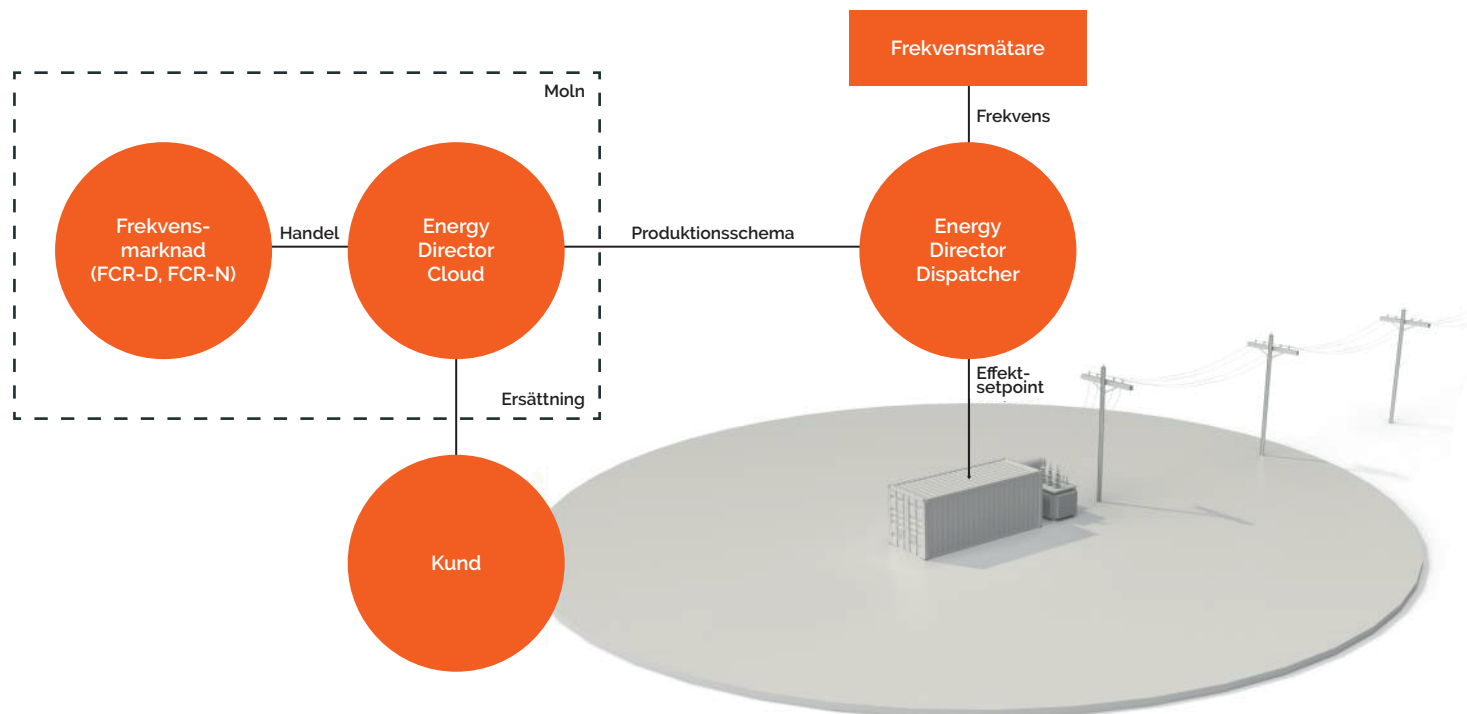 Frekvensmätare
Moln
Frekvens
Frekvens-
marknad
(FCR-D, FCR-N)
Handel
Energy
Director
Cloud
Produktionsschema
Energy
Director
Dispatcher
Effekt-
setpoint
Ersättning
Kund